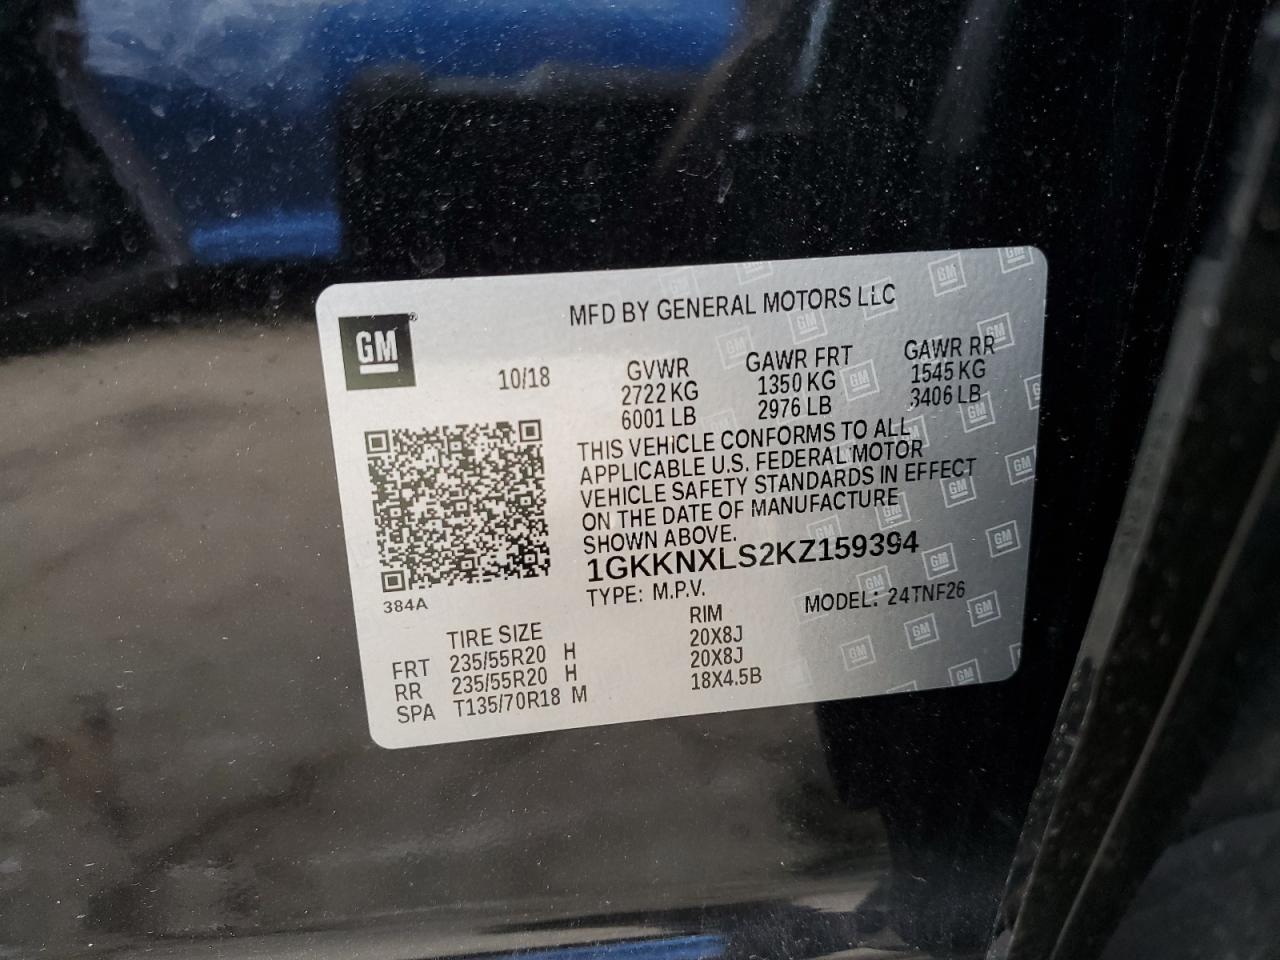 MFD BY GENERAL MOTORS LLC
GM®
10/18
GVWR GAWR FRT GAWR RR
2722 KG 1350 KG 1545 KG
6001 LB 2976 LB 3406 LB
THIS VEHICLE CONFORMS TO ALL
APPLICABLE U.S. FEDERAL MOTOR
VEHICLE SAFETY STANDARDS IN EFFECT
ON THE DATE OF MANUFACTURE
SHOWN ABOVE.
1GKKNXLS2KZ159394
TYPE: M.P.V. MODEL: 24TNF26
384A
TIRE SIZE RIM
FRT 235/55R20 H 20X8J
RR 235/55R20 H 20X8J
SPA T135/70R18 M 18X4.5B